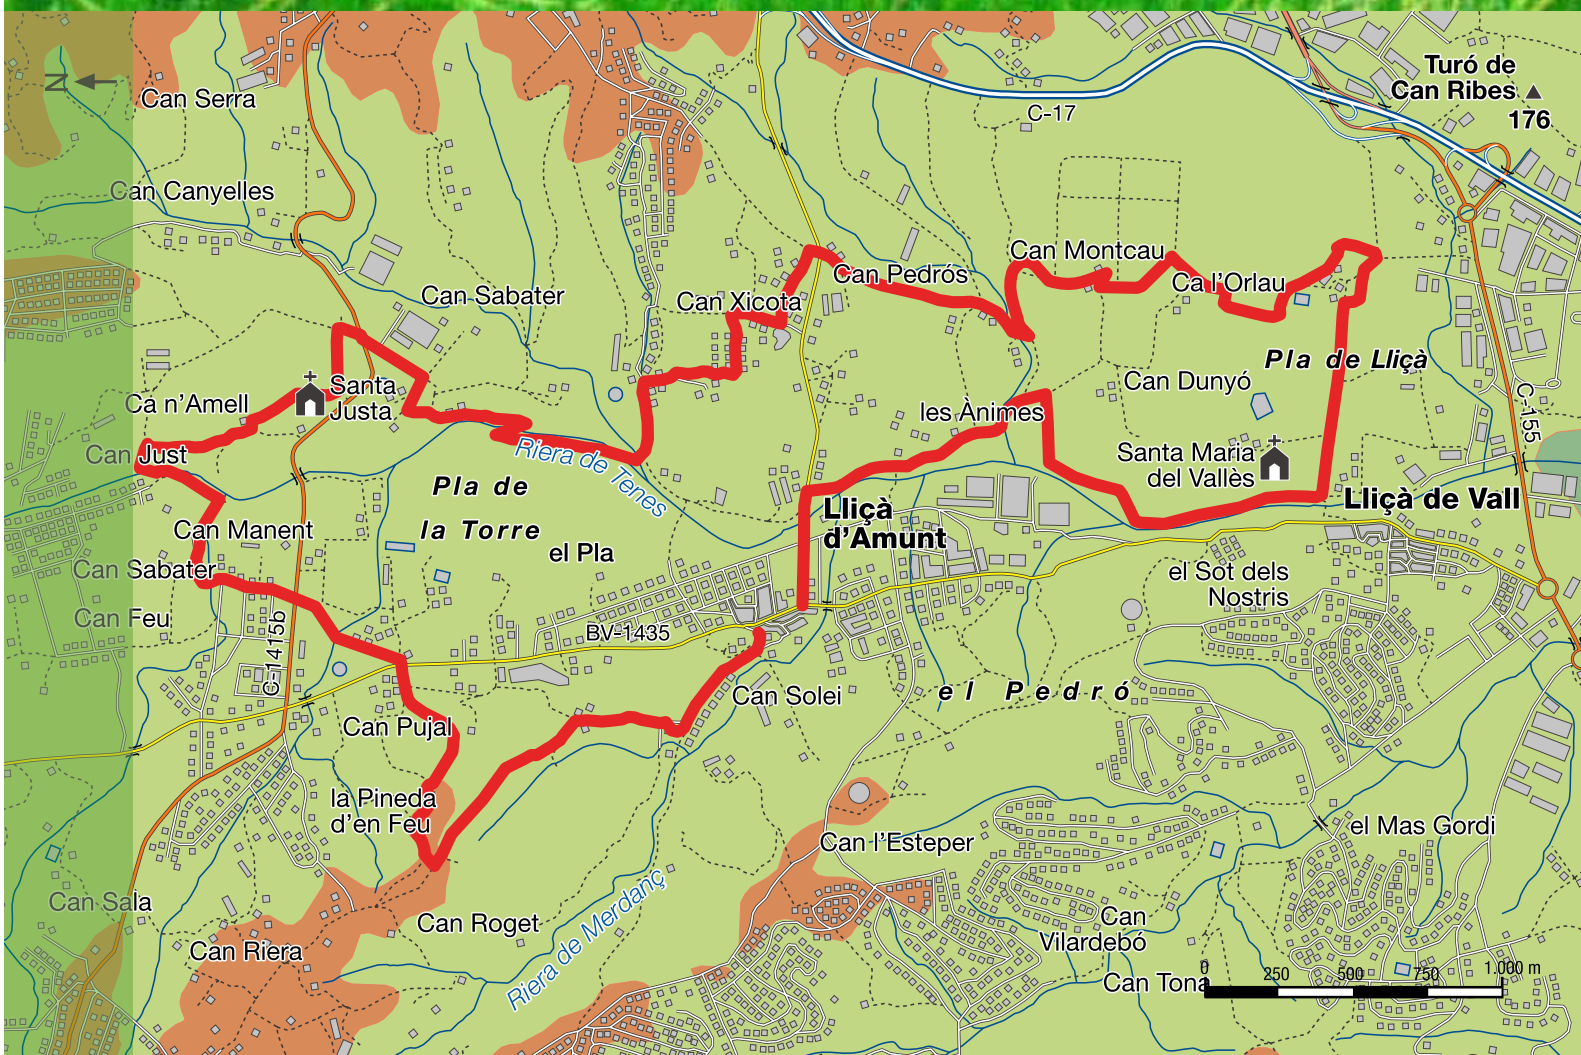 Turó de
Can Ribes
176
N
Can Serra
C-17
Can Canyelles
Can Montcau
Can Pedrós
Ca l'Orlau
Can Sabater
Can Xicota
Pla de Lliçà
Can Dunyó
Santa
Justa
Ca n'Amell
les Ànimes
C-155
Can Just
Riera de Tenes
Santa Maria
del Vallès
Pla de
la Torre
Lliçà
d'Amunt
Lliçà de Vall
Can Manent
el Pla
Can Sabater
el Sot dels
Nostris
Can Feu
C-1415b
BV-1435
Can Solei
el Pedró
Can Pujal
la Pineda
d'en Feu
Can l'Esteper
el Mas Gordi
Can Sala
Can Roget
Riera de Merdanç
Can
Vilardebó
Can Riera
Can Tona
0 250 500 750 1.000 m